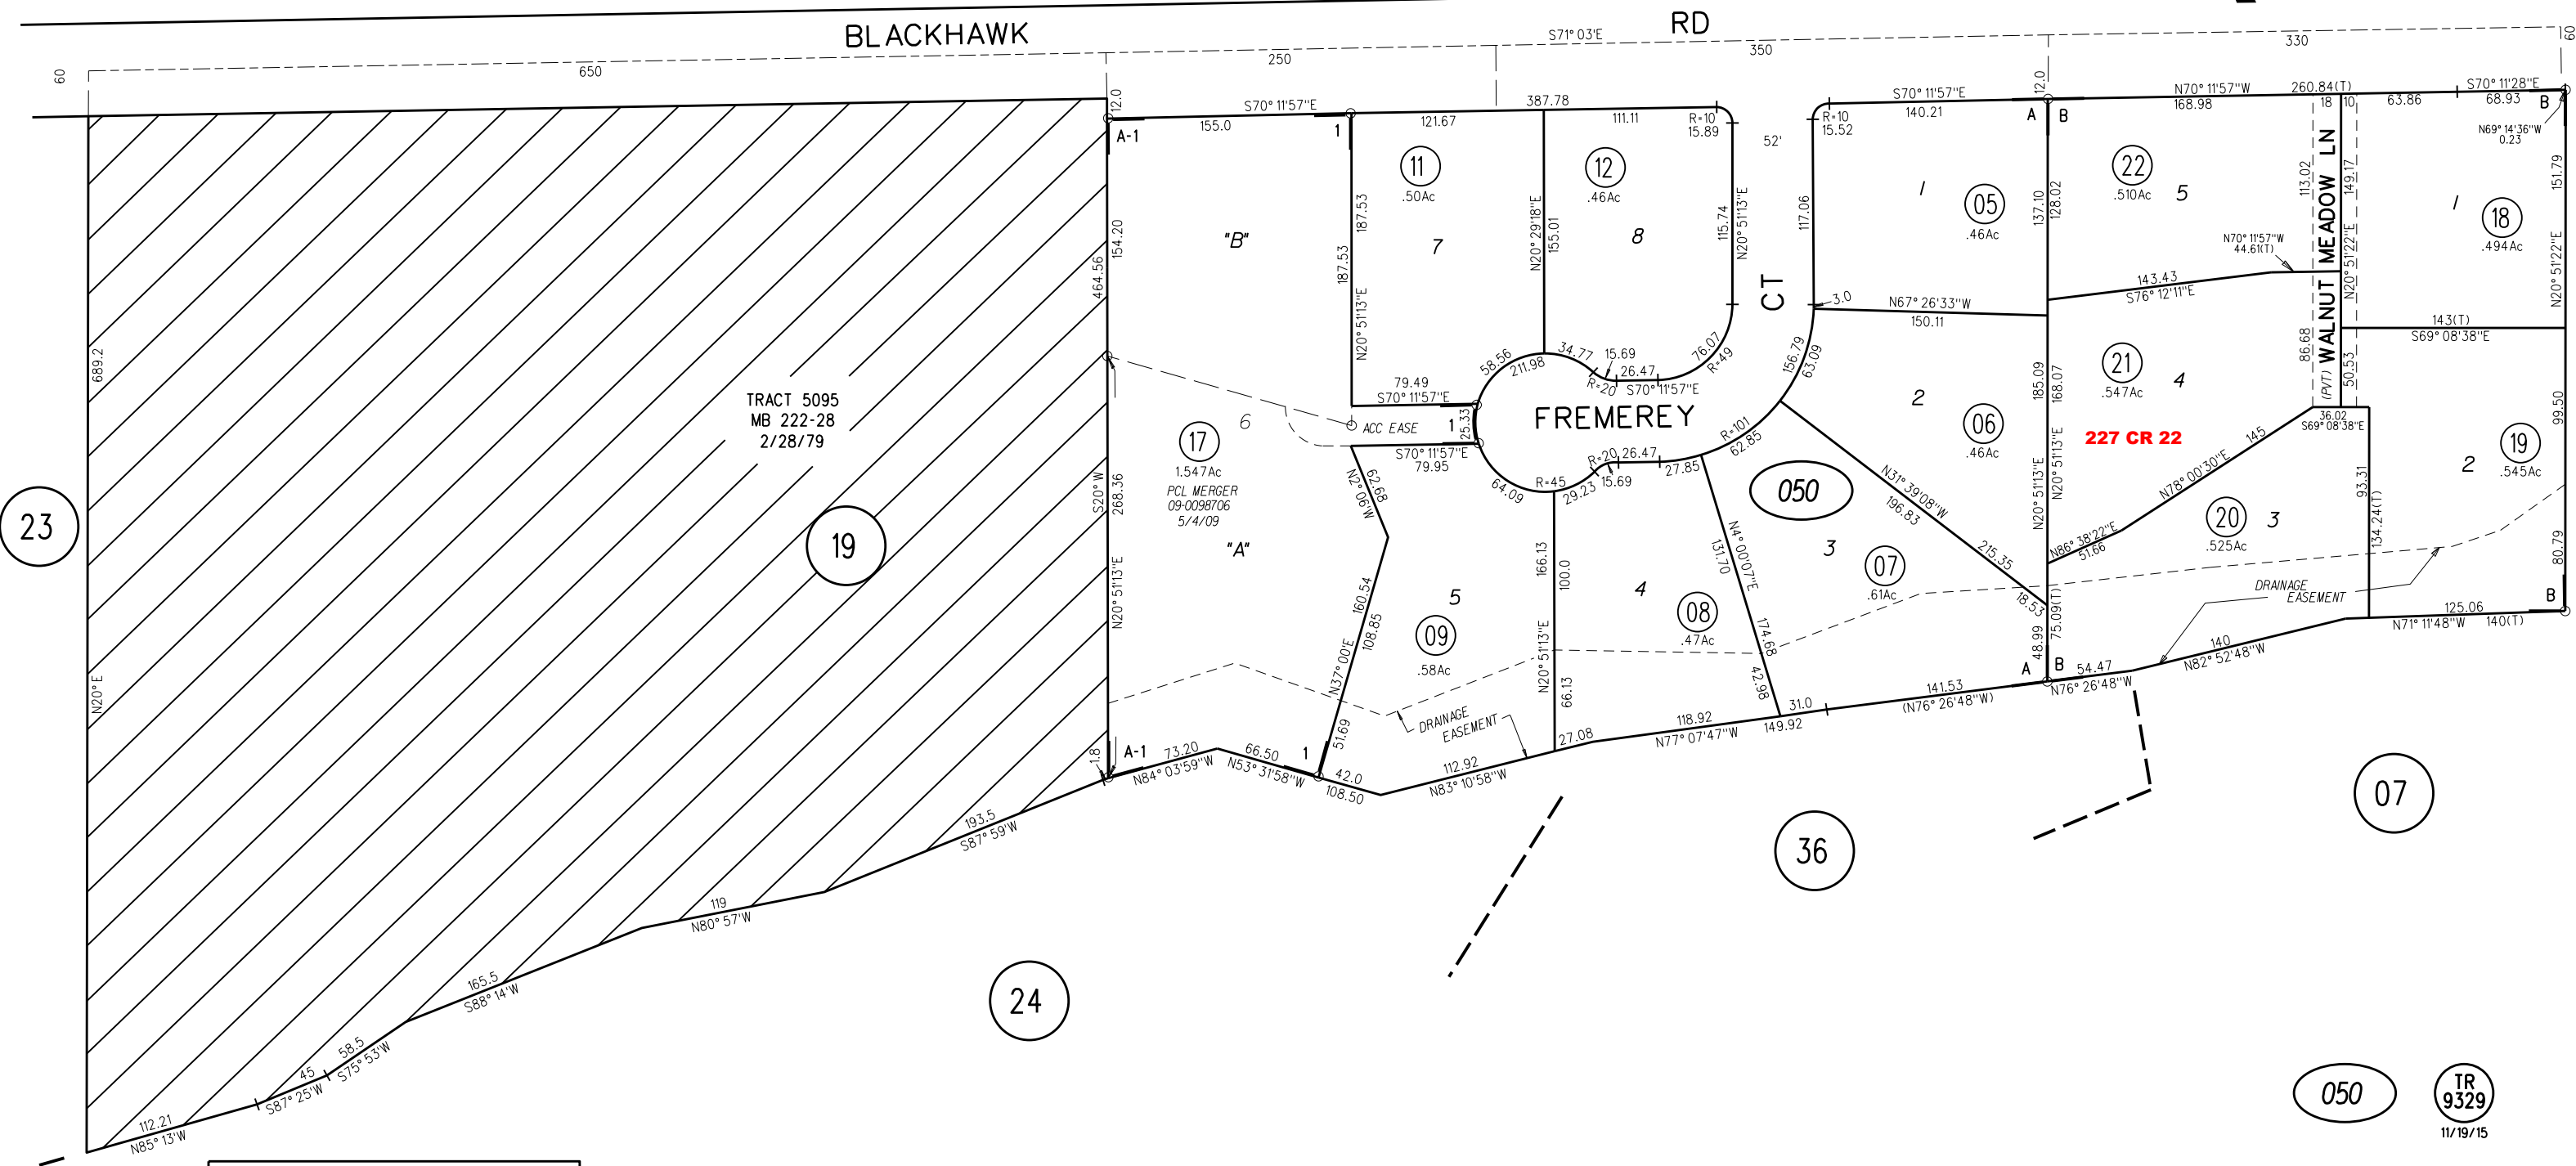 BLACKHAWK RD
S71° 03'E
60
650
250
350
330
60
12.0
S70° 11'57"E
155.0
387.78
121.67
111.11
R=10
15.89
52'
R=10
15.52
S70° 11'57"E
140.21
12.0
N70° 11'57"W
168.98
260.84(T)
18
10
63.86
S70° 11'28"E
68.93
B
N69° 14'36"W
0.23
A-1
1
A
B
11
.50Ac
7
12
.46Ac
8
1
05
.46Ac
22
.510Ac
5
1
18
.494Ac
"B"
464.56
154.20
187.53
187.53
N20° 51'13"E
N20° 29'18"E
155.01
115.74
N20° 51'13"E
117.06
CT
3.0
N67° 26'33"W
150.11
137.10
128.02
N70° 11'57"W
44.61(T)
143.43
S76° 12'11"E
113.02
WALNUT MEADOW LN
(PVT)
149.17
N20° 51'22"E
151.79
N20° 51'22"E
143(T)
S69° 08'38"E
689.2
N20° E
TRACT 5095
MB 222-28
2/28/79
23
19
17
1.547Ac
PCL MERGER
09-0098706
5/4/09
6
"A"
S20° W
268.36
N20° 51'13"E
79.49
S70° 11'57"E
ACC EASE
1
25.33
S70° 11'57"E
79.95
58.56
211.98
34.77
15.69
R=20
26.47
S70° 11'57"E
76.07
R=49
156.79
63.09
FREMEREY
R=101
62.85
R=20
26.47
15.69
27.85
R=45
29.23
64.09
050
2
06
.46Ac
185.09
168.07
N20° 51'13"E
N20° 51'13"E
21
.547Ac
4
227 CR 22
86.68
50.53
36.02
S69° 08'38"E
99.50
145
N78° 00'30"E
93.31
134.24(T)
2
19
.545Ac
N86° 38'22"E
51.66
20
.525Ac
3
80.79
DRAINAGE
EASEMENT
B
62.68
N2° 06'W
160.54
108.85
N37° 00'E
51.69
5
09
.58Ac
166.13
100.0
N20° 51'13"E
66.13
4
08
.47Ac
N4° 00'07"E
131.70
174.68
42.98
3
07
.61Ac
N31° 39'08"W
196.83
215.35
18.53
48.99
75.09(T)
A
B
125.06
N71° 11'48"W
140(T)
140
N82° 52'48"W
54.47
N76° 26'48"W
141.53
(N76° 26'48"W)
31.0
118.92
149.92
N77° 07'47"W
27.08
DRAINAGE
EASEMENT
112.92
N83° 10'58"W
42.0
108.50
1
66.50
N53° 31'58"W
73.20
N84° 03'59"W
A-1
1.8
193.5
S87° 59'W
119
N80° 57'W
165.5
S88° 14'W
58.5
S75° 53'W
45
S87° 25'W
112.21
N85° 13'W
24
36
07
050
TR
9329
11/19/15